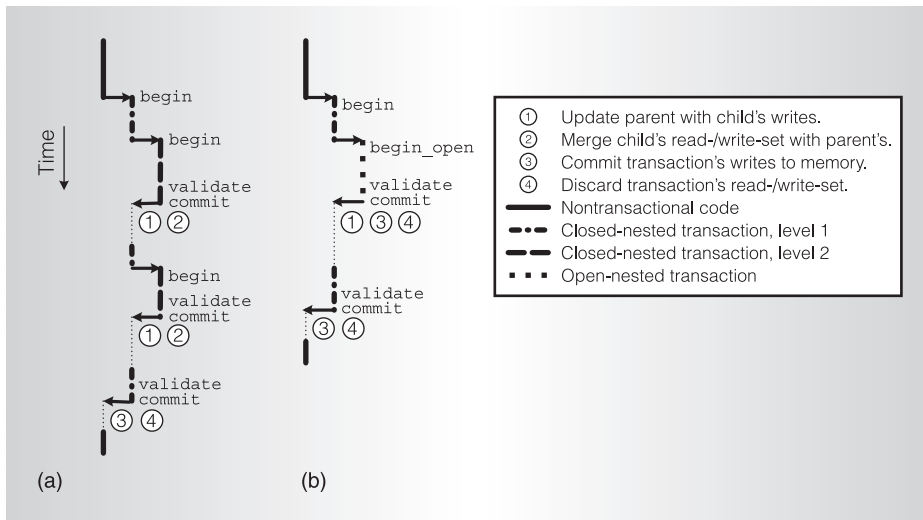 begin
Time
begin
validate
commit
① ②
begin
validate
commit
① ②
validate
commit
③ ④
(a)
begin
begin_open
validate
commit
① ③ ④
validate
commit
③ ④
(b)
① Update parent with child's writes.
② Merge child's read-/write-set with parent's.
③ Commit transaction's writes to memory.
④ Discard transaction's read-/write-set.
Nontransactional code
Closed-nested transaction, level 1
Closed-nested transaction, level 2
Open-nested transaction